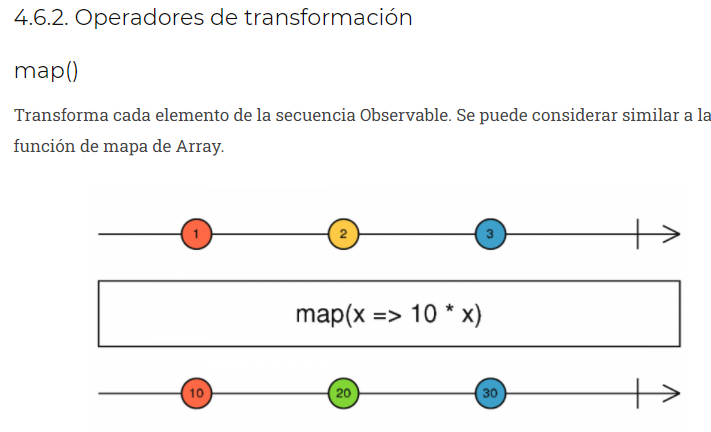 4.6.2. Operadores de transformación
map()
Transforma cada elemento de la secuencia Observable. Se puede considerar similar a la
función de mapa de Array.
1 2 3
map(x => 10 * x)
10 20 30